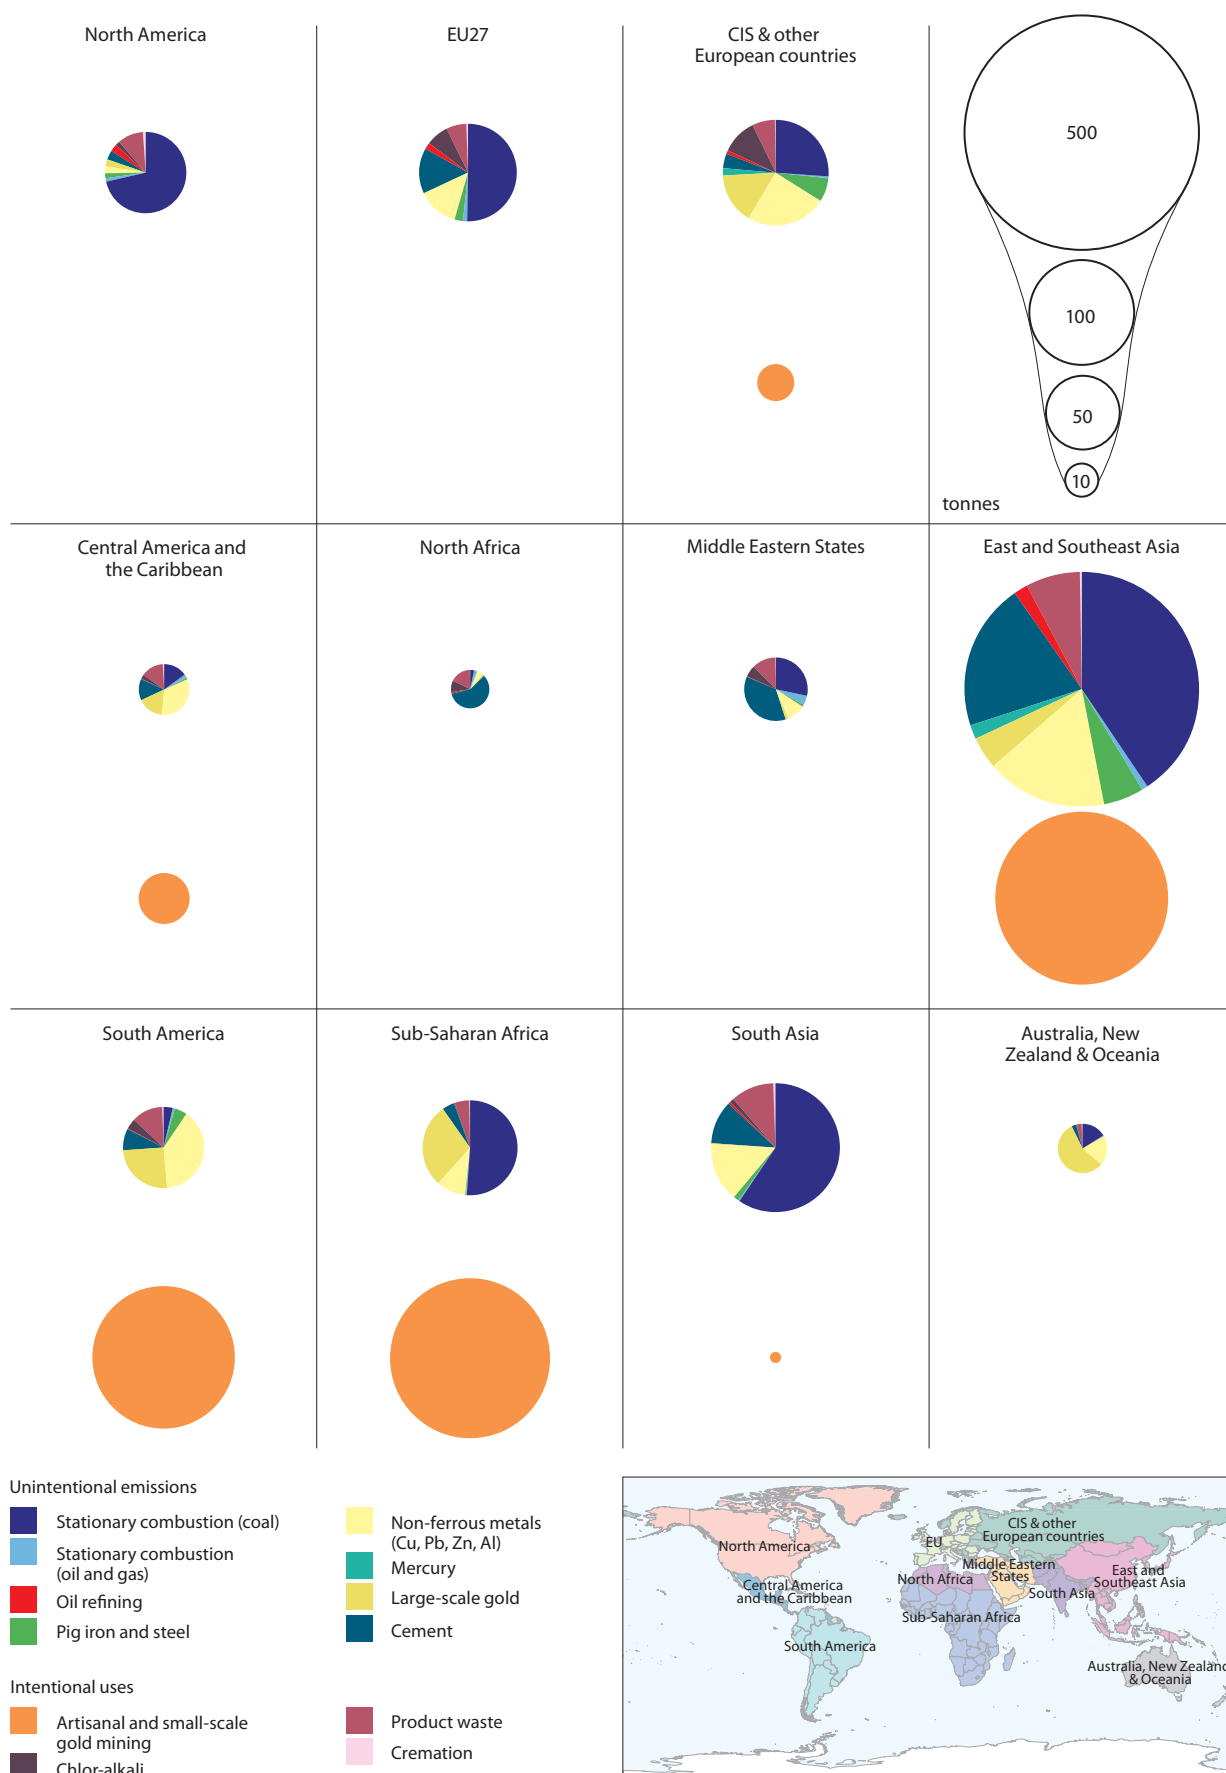 North America
EU27
CIS & other
European countries
500
100
50
10
tonnes
Central America and
the Caribbean
North Africa
Middle Eastern States
East and Southeast Asia
South America
Sub-Saharan Africa
South Asia
Australia, New
Zealand & Oceania
Unintentional emissions
Stationary combustion (coal)
Stationary combustion
(oil and gas)
Oil refining
Pig iron and steel
Non-ferrous metals
(Cu, Pb, Zn, Al)
Mercury
Large-scale gold
Cement
Intentional uses
Artisanal and small-scale
gold mining
Chlor-alkali
Product waste
Cremation
North America
Central America
and the Caribbean
South America
EU
CIS & other
European countries
Middle Eastern
States
North Africa
Sub-Saharan Africa
South Asia
East and
Southeast Asia
Australia, New Zealand
& Oceania